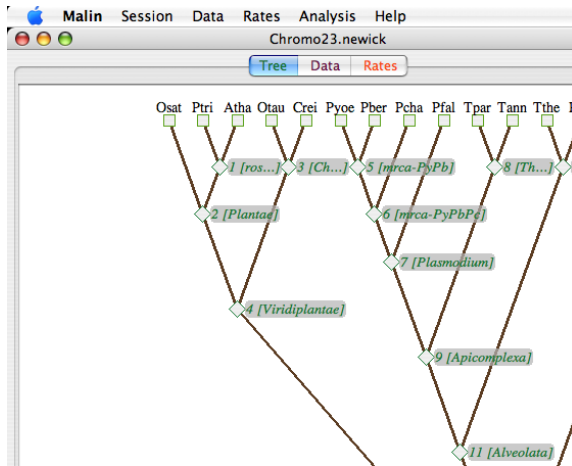 Malin Session Data Rates Analysis Help
Chromo23.newick
Tree Data Rates
Osat Ptri Atha Otau Crei Pyoe Pber Pcha Pfal Tpar Tann Tthe
1 [ros...] 3 [Ch...] 5 [mrca-PyPb] 8 [Th...]
2 [Plantae] 6 [mrca-PyPbPc]
7 [Plasmodium]
4 [Viridiplantae]
9 [Apicomplexa]
11 [Alveolata]